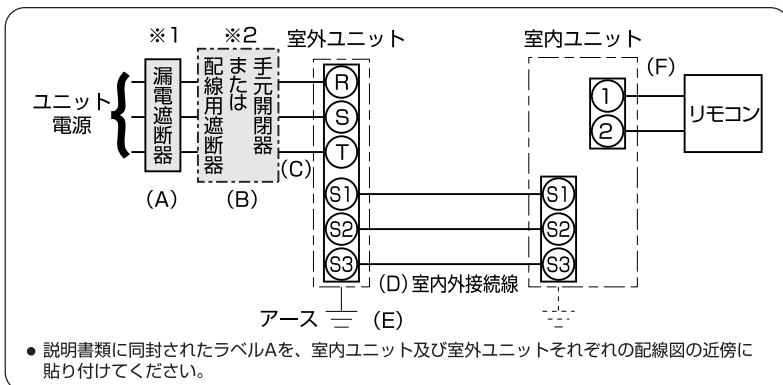 ※1
※2
室外ユニット
室内ユニット
ユニット
電源
漏電遮断器
手元開閉器
または
配線用遮断器
(A)
(B)
(C)
R
S
T
S1
S2
S3
1
2
(F)
リモコン
S1
S2
S3
(D)室内外接続線
アース
(E)
● 説明書類に同封されたラベルAを、室内ユニット及び室外ユニットそれぞれの配線図の近傍に
貼り付けてください。